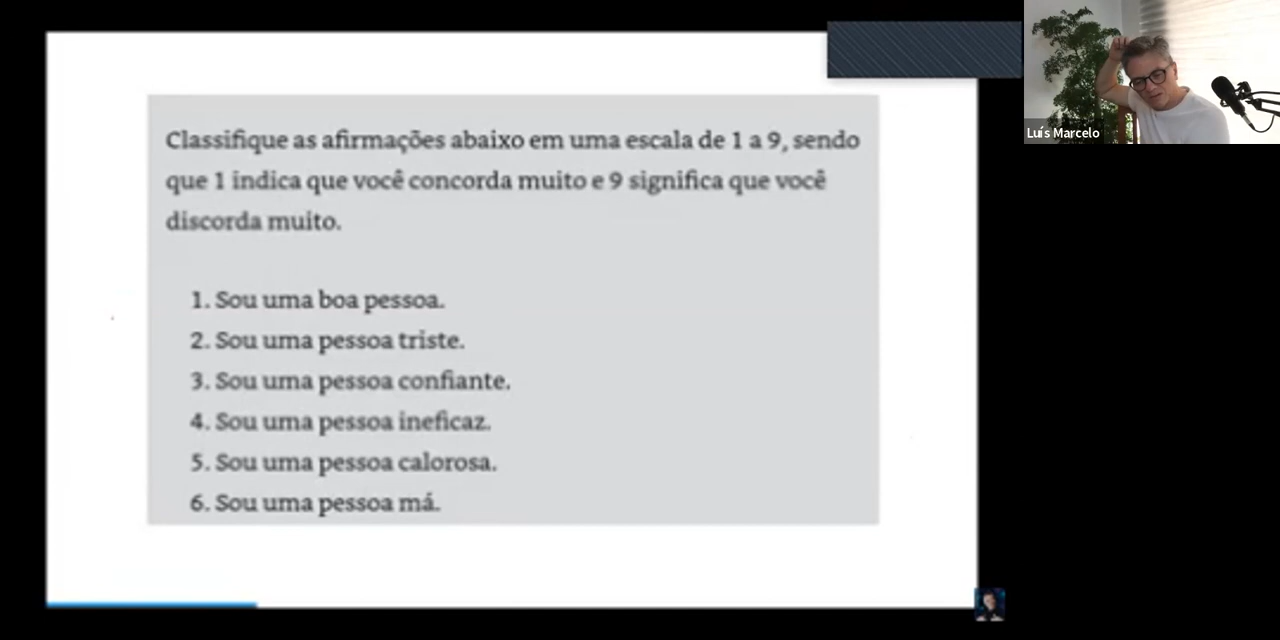 Classifique as afirmações abaixo em uma escala de 1 a 9, sendo
que 1 indica que você concorda muito e 9 significa que você
discorda muito.
1. Sou uma boa pessoa.
2. Sou uma pessoa triste.
3. Sou uma pessoa confiante.
4. Sou uma pessoa ineficaz.
5. Sou uma pessoa calorosa.
6. Sou uma pessoa má.
Luís Marcelo